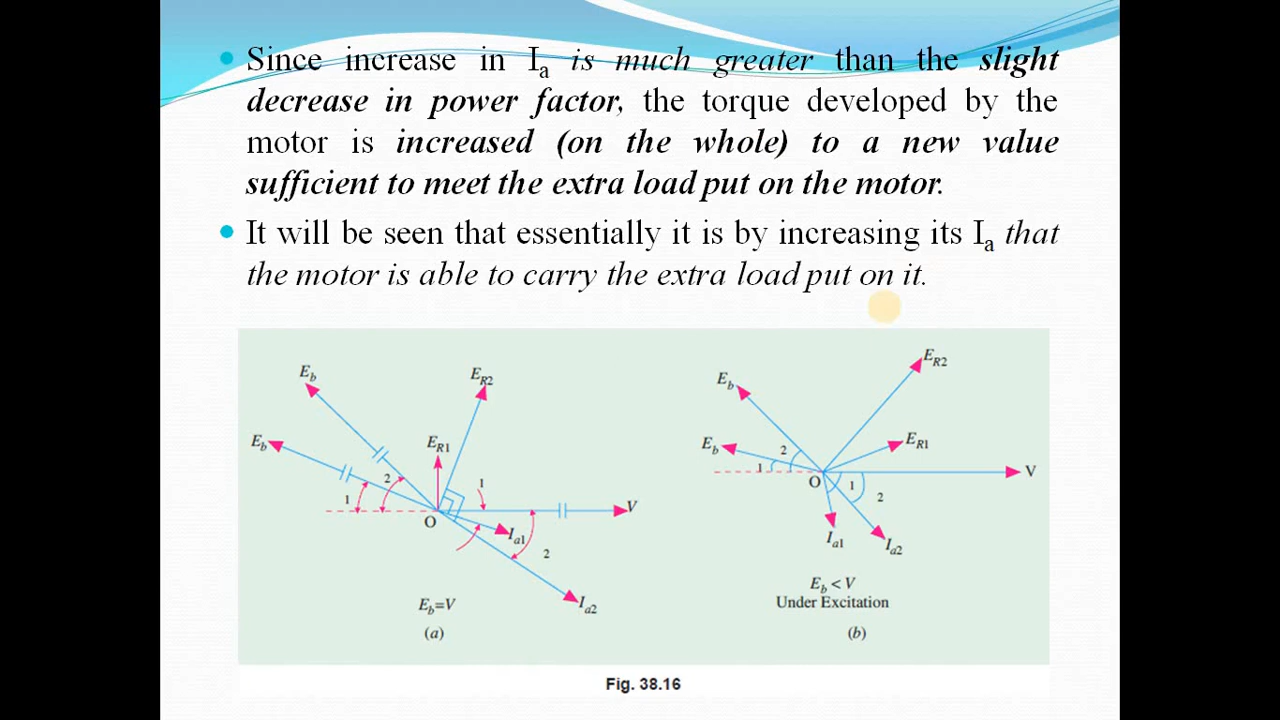 Since increase in Ia is much greater than the slight
decrease in power factor, the torque developed by the
motor is increased (on the whole) to a new value
sufficient to meet the extra load put on the motor.
It will be seen that essentially it is by increasing its Ia that
the motor is able to carry the extra load put on it.
Eb
ER2
Eb
ER1
1
2
1
V
O
Ia1
2
Ia2
Eb=V
(a)
ER2
Eb
Eb
ER1
2
1
V
O
1
2
Ia1
Ia2
Eb < V
Under Excitation
(b)
Fig. 38.16